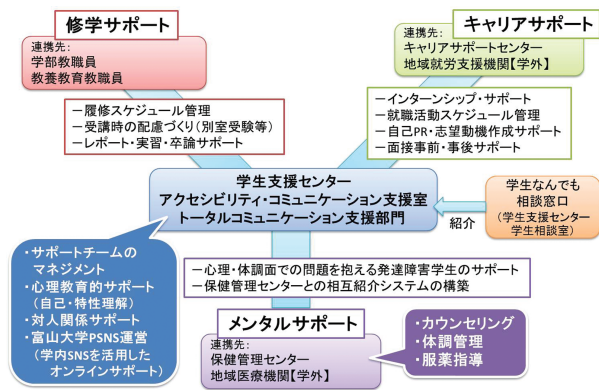 修学サポート
連携先:
学部教職員
教養教育教職員
キャリアサポート
連携先:
キャリアサポートセンター
地域就労支援機関【学外】
－履修スケジュール管理
－受講時の配慮づくり(別室受験等)
－レポート・実習・卒論サポート
－インターンシップ・サポート
－就職活動スケジュール管理
－自己PR・志望動機作成サポート
－面接事前・事後サポート
学生支援センター
アクセシビリティ・コミュニケーション支援室
トータルコミュニケーション支援部門
紹介
学生なんでも
相談窓口
(学生支援センター
学生相談室)
・サポートチームの
マネジメント
・心理教育的サポート
(自己・特性理解)
・対人関係サポート
・富山大学PSNS運営
(学内SNSを活用した
オンラインサポート)
－心理・体調面での問題を抱える発達障害学生のサポート
－保健管理センターとの相互紹介システムの構築
メンタルサポート
連携先:
保健管理センター
地域医療機関【学外】
・カウンセリング
・体調管理
・服薬指導